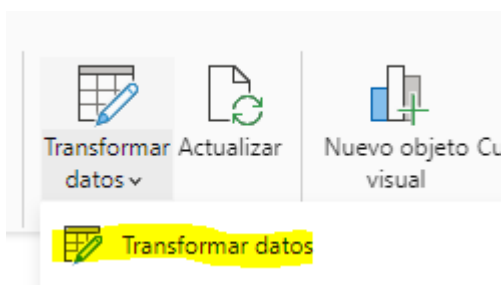 Transformar Actualizar Nuevo objeto Cu
datos visual
Transformar datos